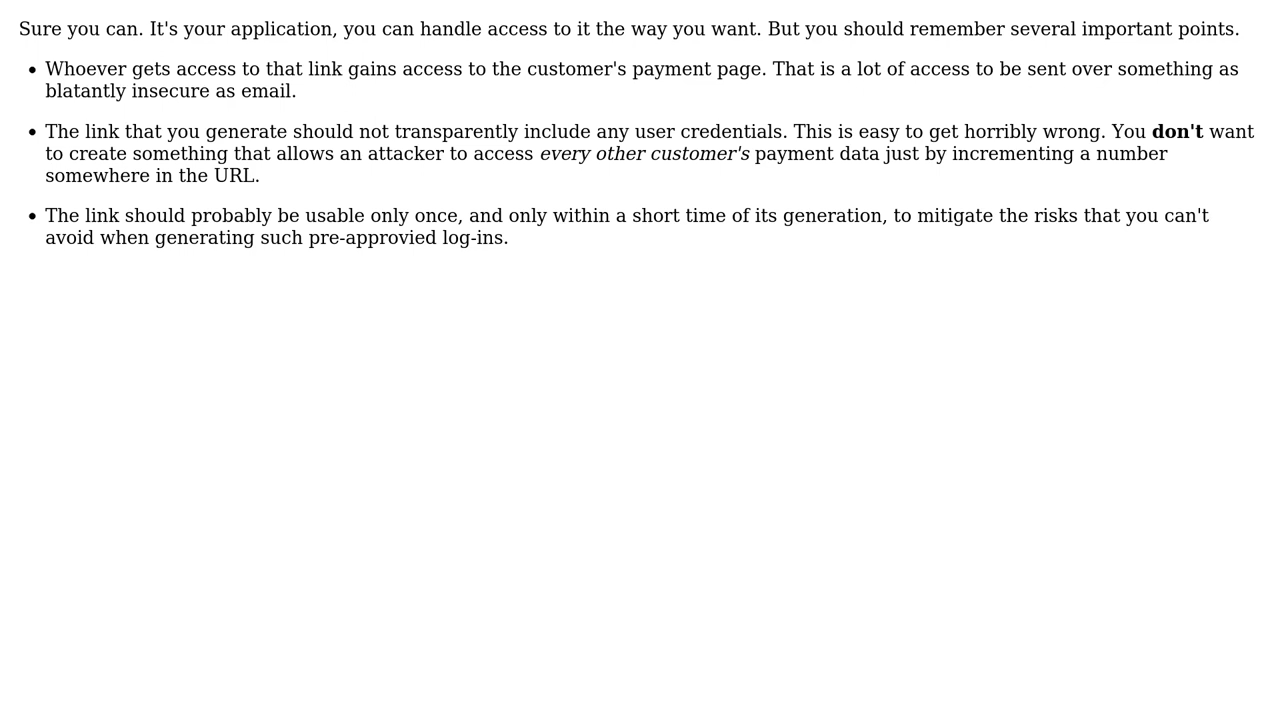 Sure you can. It's your application, you can handle access to it the way you want. But you should remember several important points.
• Whoever gets access to that link gains access to the customer's payment page. That is a lot of access to be sent over something as
blatantly insecure as email.
• The link that you generate should not transparently include any user credentials. This is easy to get horribly wrong. You don't want
to create something that allows an attacker to access every other customer's payment data just by incrementing a number
somewhere in the URL.
• The link should probably be usable only once, and only within a short time of its generation, to mitigate the risks that you can't
avoid when generating such pre-approvied log-ins.